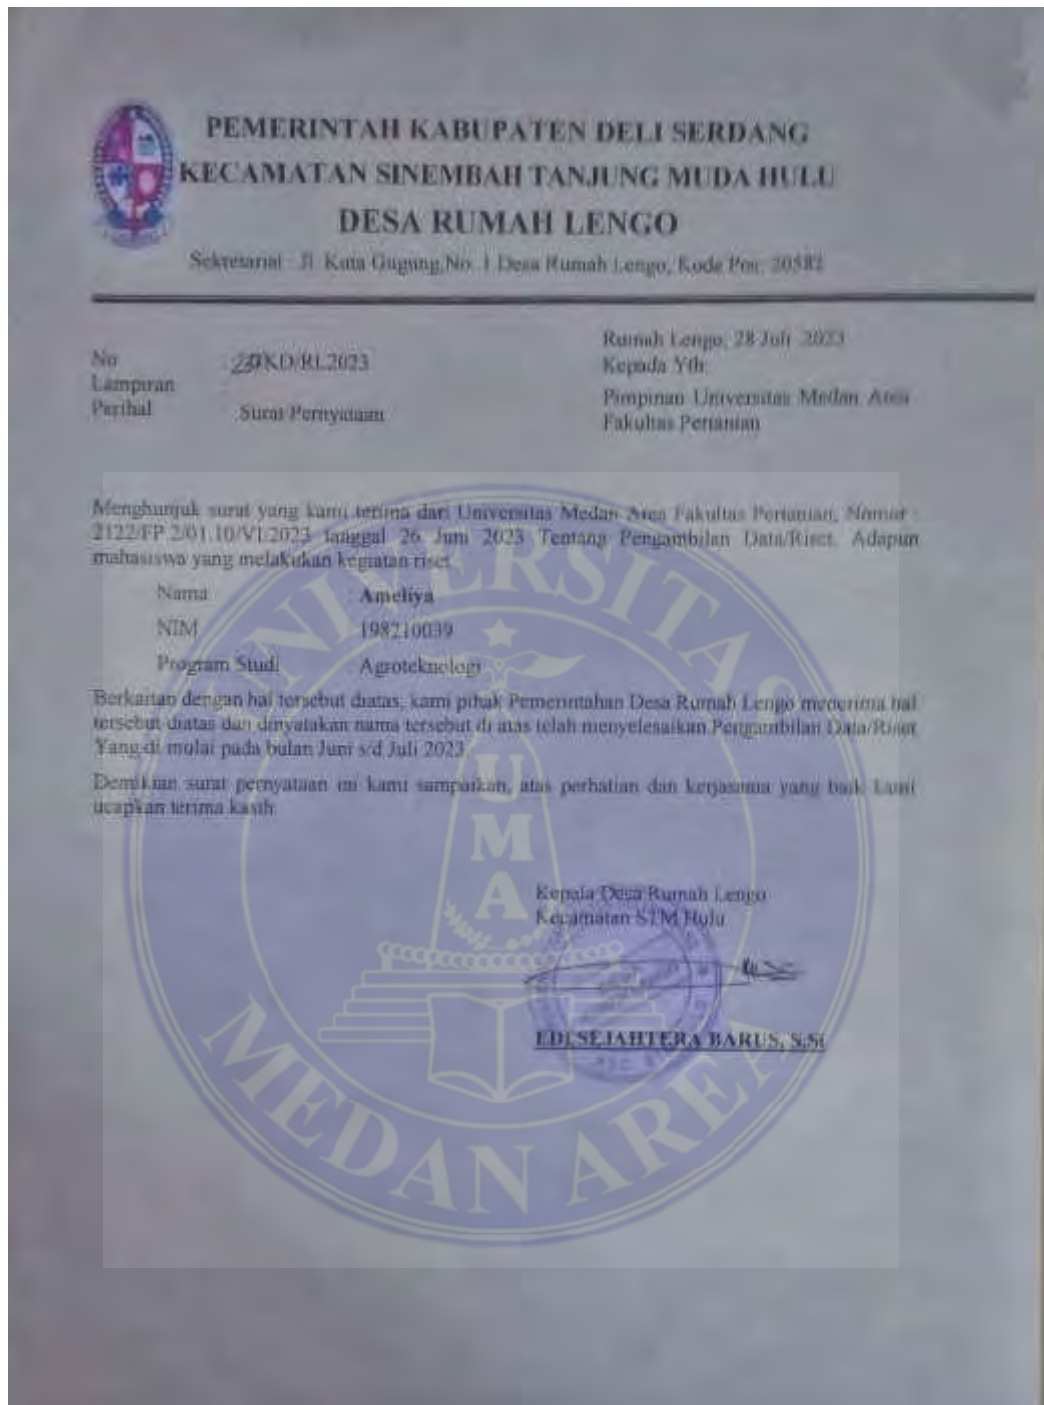 PEMERINTAH KABUPATEN DELI SERDANG
KECAMATAN SINEMBAH TANJUNG MUDA HULU
DESA RUMAH LENGO
Sekretariat : Jl. Kuta Gugung,No. 1 Desa Rumah Lengo, Kode Pos: 20582
Rumah Lengo, 28 Juli 2023
No : /KD/RL2023
Kepada Yth:
Lampiran :
Pimpinan Universitas Medan Area
Perihal : Surat Pernyataan
Fakultas Pertanian
Menghunjuk surat yang kami terima dari Universitas Medan Area Fakultas Pertanian, Nomor :
2122/FP.2/01.10/VI/2023 tanggal 26 Juni 2023 Tentang Pengambilan Data/Riset. Adapun
mahasiswa yang melakukan kegiatan riset :
Nama : Ameliya
NIM : 198210039
Program Studi : Agroteknologi
Berkaitan dengan hal tersebut diatas, kami pihak Pemerintahan Desa Rumah Lengo menerima hal
tersebut diatas dan dinyatakan nama tersebut di atas telah menyelesaikan Pengambilan Data/Riset
Yang di mulai pada bulan Juni s/d Juli 2023.
Demikian surat pernyataan ini kami sampaikan, atas perhatian dan kerjasama yang baik kami
ucapkan terima kasih.
Kepala Desa Rumah Lengo
Kecamatan STM Hulu
EDI SEJAHTERA BARUS, S.Si
UNIVERSITAS
UMA
MEDAN AREA